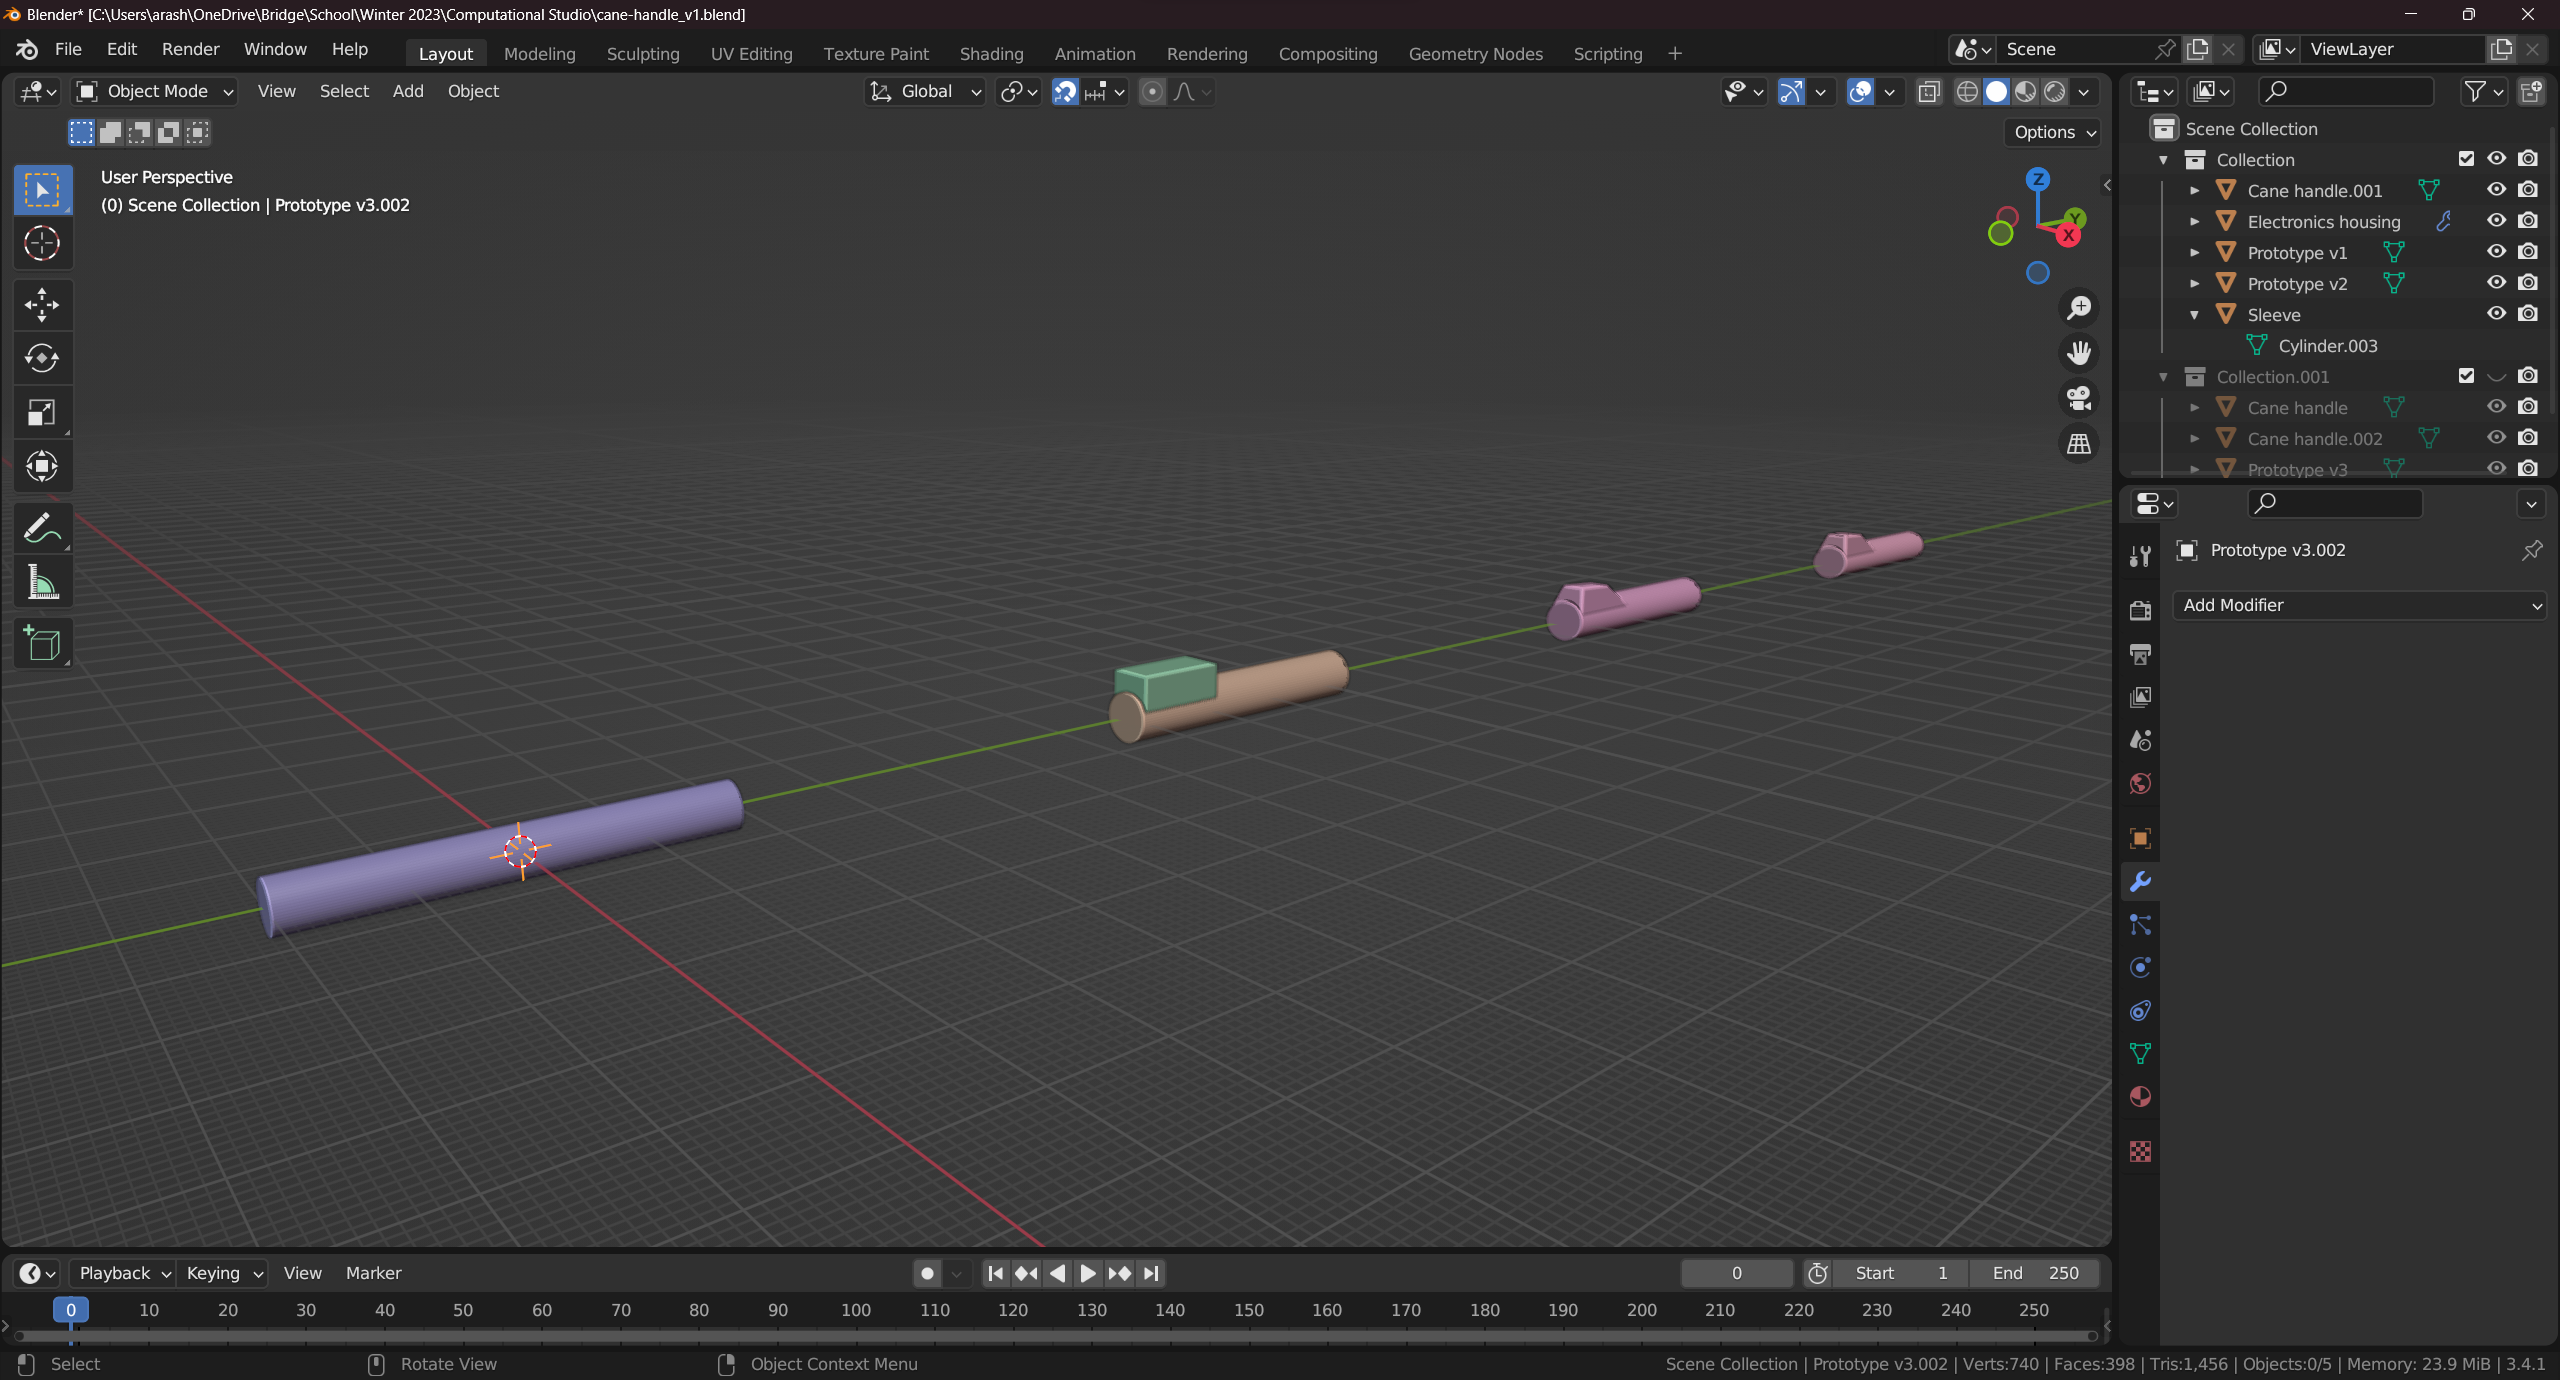 Blender* [C:\Users\arash\OneDrive\Bridge\School\Winter 2023\Computational Studio\cane-handle_v1.blend]
File Edit Render Window Help Layout Modeling Sculpting UV Editing Texture Paint Shading Animation Rendering Compositing Geometry Nodes Scripting + Scene ViewLayer
Object Mode View Select Add Object Global
Options
User Perspective
(0) Scene Collection | Prototype v3.002
Z
Y
X
Scene Collection
Collection
Cane handle.001
Electronics housing
Prototype v1
Prototype v2
Sleeve
Cylinder.003
Collection.001
Cane handle
Cane handle.002
Prototype v3
Prototype v3.002
Add Modifier
Playback Keying View Marker 0 Start 1 End 250
0 10 20 30 40 50 60 70 80 90 100 110 120 130 140 150 160 170 180 190 200 210 220 230 240 250
Select Rotate View Object Context Menu Scene Collection | Prototype v3.002 | Verts:740 | Faces:398 | Tris:1,456 | Objects:0/5 | Memory: 23.9 MiB | 3.4.1